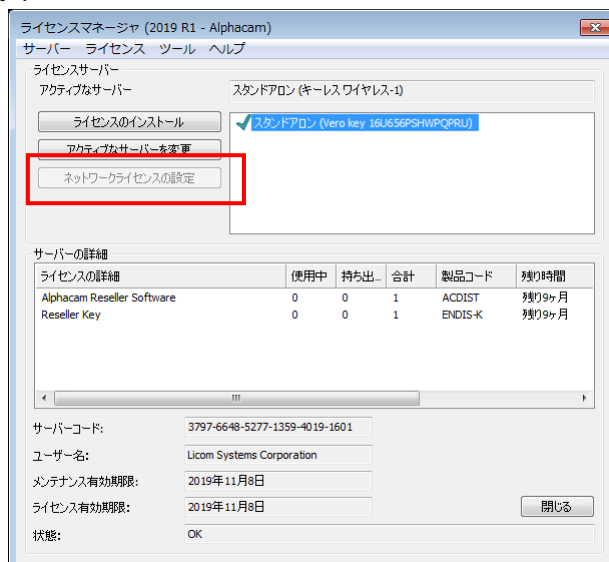 ライセンスマネージャ (2019 R1 - Alphacam)
サーバー ライセンス ツール ヘルプ
ライセンスサーバー
アクティブなサーバー スタンドアロン (キーレス ワイヤレス-1)
ライセンスのインストール
スタンドアロン (Vero key 16U656PSHWPQPRU)
アクティブなサーバーを変更
ネットワークライセンスの設定
サーバーの詳細
ライセンスの詳細 使用中 持ち出... 合計 製品コード 残り時間
Alphacam Reseller Software 0 0 1 ACDIST 残り9ヶ月
Reseller Key 0 0 1 ENDIS-K 残り9ヶ月
サーバーコード: 3797-6648-5277-1359-4019-1601
ユーザー名: Licom Systems Corporation
メンテナンス有効期限: 2019年11月8日
ライセンス有効期限: 2019年11月8日 閉じる
状態: OK